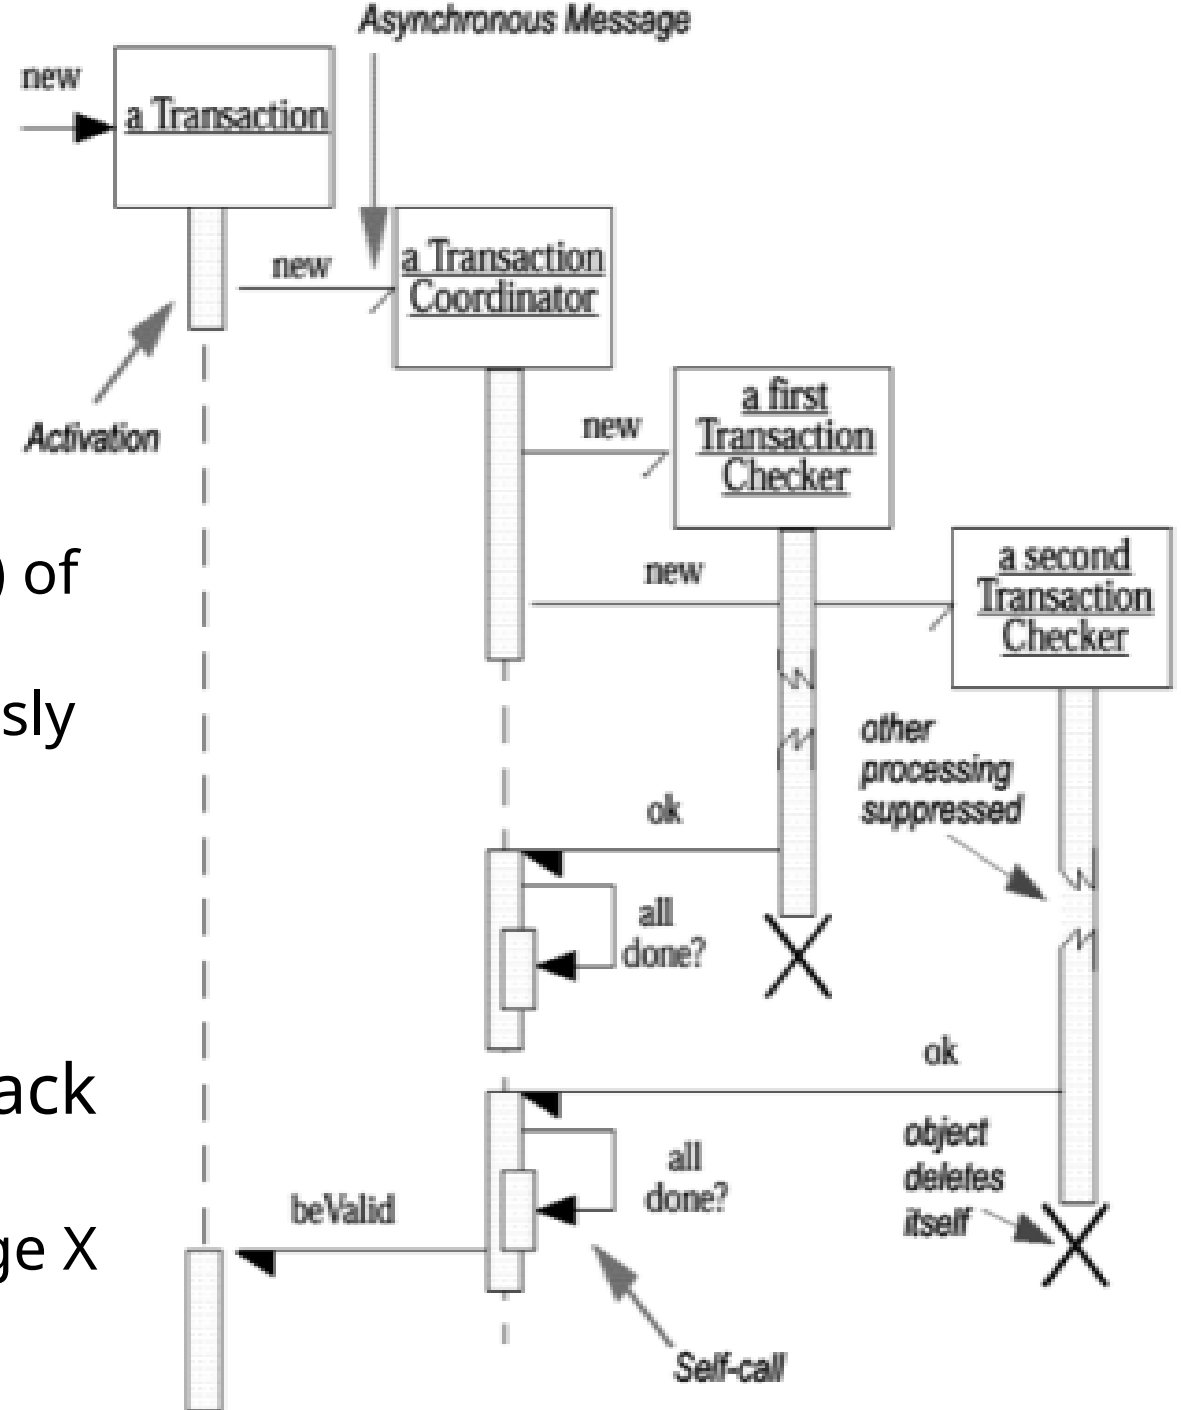 Asynchronous Message
new
a Transaction
new
a Transaction
Coordinator
Activation
new
a first
Transaction
Checker
new
a second
Transaction
Checker
) of
sly
other
processing
suppressed
ok
all
done?
ok
ack
object
deletes
itself
all
done?
beValid
ge X
Self-call